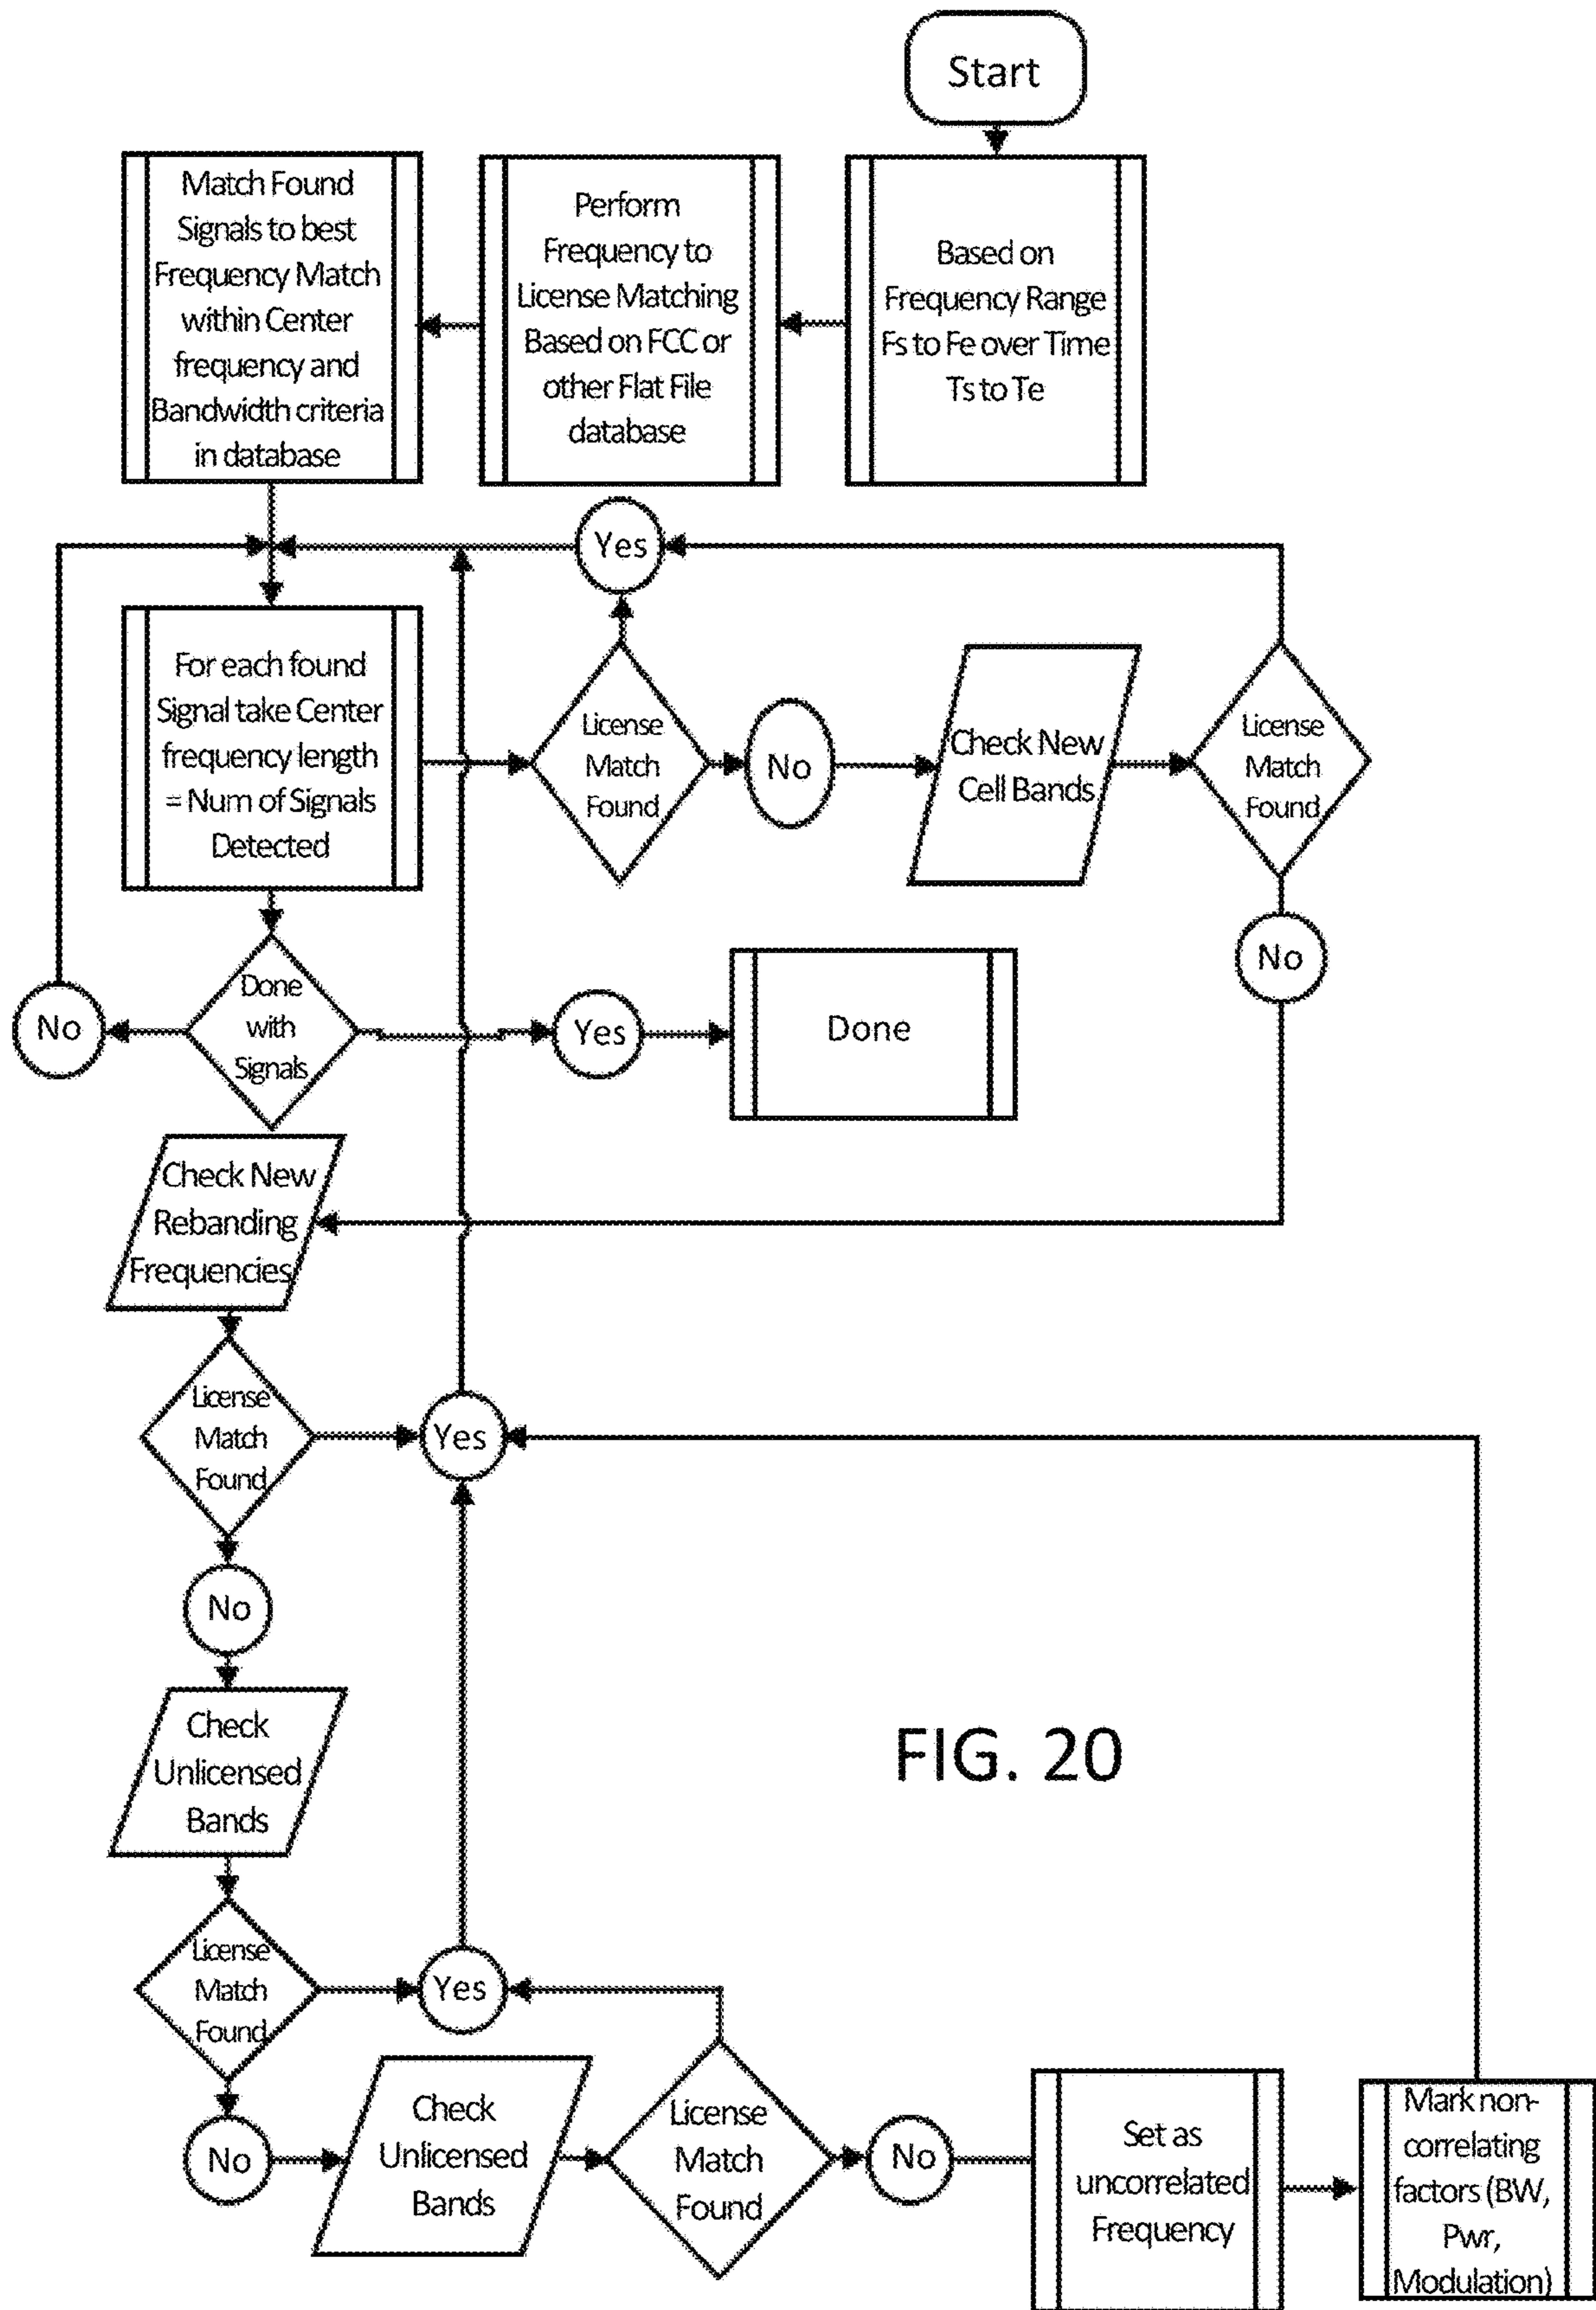 Start
Match Found
Signals to best
Frequency Match
within Center
frequency and
Bandwidth criteria
in database
Perform
Frequency to
License Matching
Based on FCC or
other Flat File
database
Based on
Frequency Range
Fs to Fe over Time
Ts to Te
Yes
For each found
Signal take Center
frequency length
= Num of Signals
Detected
License
Match
Found
No
Check New
Cell Bands
License
Match
Found
No
Done
with
Signals
No
Yes
Done
Check New
Rebanding
Frequencies
License
Match
Found
Yes
No
Check
Unlicensed
Bands
FIG. 20
License
Match
Found
Yes
No
Check
Unlicensed
Bands
License
Match
Found
No
Set as
uncorrelated
Frequency
Mark non-
correlating
factors (BW,
Pwr,
Modulation)